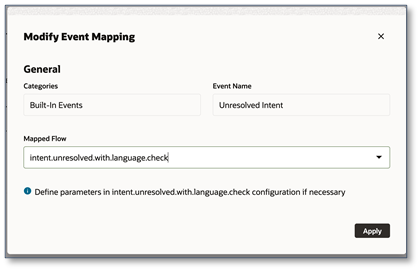 Modify Event Mapping
General
Categories
Event Name
Built-In Events
Unresolved Intent
Mapped Flow
intent.unresolved.with.language.check
Define parameters in intent.unresolved.with.language.check configuration if necessary
Apply